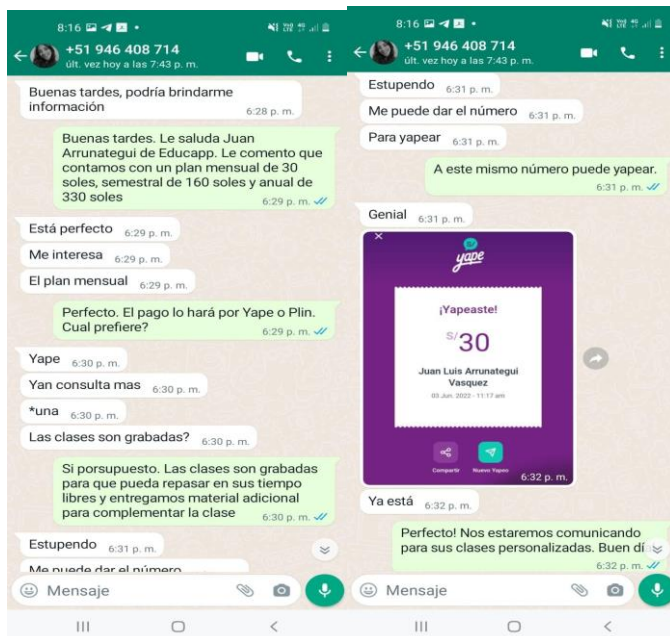 8:16
+51 946 408 714
últ. vez hoy a las 7:43 p. m.
Buenas tardes, podría brindarme
información 6:28 p. m.
Buenas tardes. Le saluda Juan
Arrunategui de Educapp. Le comento que
contamos con un plan mensual de 30
soles, semestral de 160 soles y anual de
330 soles
6:29 p. m.
Está perfecto 6:29 p. m.
Me interesa 6:29 p. m.
El plan mensual 6:29 p. m.
Perfecto. El pago lo hará por Yape o Plin.
Cual prefiere? 6:29 p. m.
Yape 6:30 p. m.
Yan consulta mas 6:30 p. m.
*una 6:30 p. m.
Las clases son grabadas? 6:30 p. m.
Si porsupuesto. Las clases son grabadas
para que pueda repasar en sus tiempo
libres y entregamos material adicional
para complementar la clase 6:30 p. m.
Estupendo 6:31 p. m.
Me puede dar el número
Mensaje
8:16
+51 946 408 714
últ. vez hoy a las 7:43 p. m.
Estupendo 6:31 p. m.
Me puede dar el número 6:31 p. m.
Para yapear 6:31 p. m.
A este mismo número puede yapear.
6:31 p. m.
Genial 6:31 p. m.
yape
¡Yapeaste!
S/30
Juan Luis Arrunategui
Vasquez
03 Jun. 2022 - 11:17 am
Compartir Nuevo Yapeo
6:32 p. m.
Ya está 6:32 p. m.
Perfecto! Nos estaremos comunicando
para sus clases personalizadas. Buen
6:32 p. m.
Mensaje